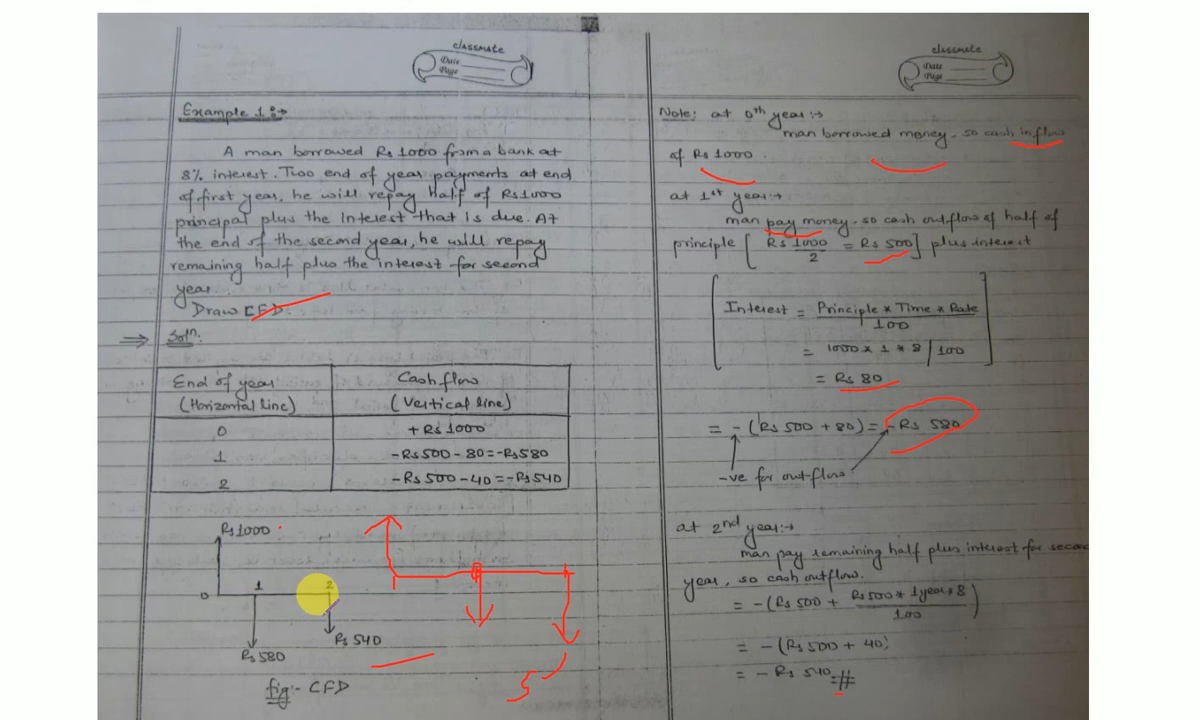 classmate
Date
Page
Example 1:→
A man borrowed Rs 1000 from a bank at
8% interest. Two end of year payments at end
of first year, he will repay half of Rs 1000
principal plus the interest that is due. At
the end of the second year, he will repay
remaining half plus the interest for second
year.
Draw CFD.
⇒ Solⁿ:
End of year Cash flow
(Horizontal line) (Vertical line)
0 +Rs 1000
1 -Rs 500 - 80 = -Rs 580
2 -Rs 500 - 40 = -Rs 540
Rs 1000
0 1 2
Rs 580
Rs 540
fig:- CFD
classmate
Date
Page
Note: at 0th year:→
man borrowed money. so cash inflow
of Rs 1000.
at 1st year:→
man pay money. so cash outflow of half of
principle [Rs 1000/2 = Rs 500] plus interest
[Interest = Principle * Time * Rate/100
= 1000 * 1 * 8 / 100
= Rs 80]
= -(Rs 500 + 80) = -Rs 580
-ve for outflow
at 2nd year:→
man pay remaining half plus interest for second
year, so cash outflow.
= -(Rs 500 + Rs 500 * 1 year * 8/100)
= -(Rs 500 + 40)
= - Rs 540 #